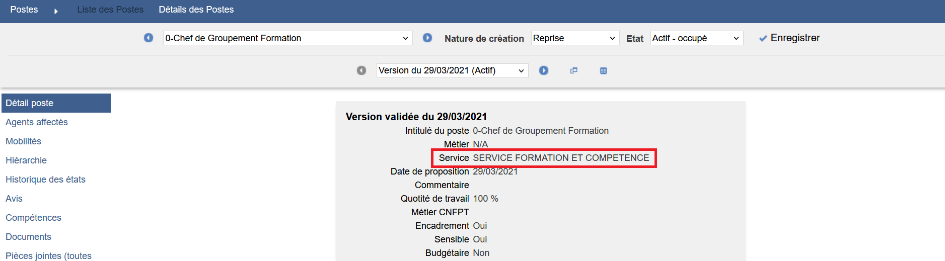 Postes Liste des Postes Détails des Postes
0-Chef de Groupement Formation Nature de création Reprise Etat Actif - occupé Enregistrer
Version du 29/03/2021 (Actif)
Détail poste
Agents affectés
Mobilités
Hiérarchie
Historique des états
Avis
Compétences
Documents
Pièces jointes (toutes
Version validée du 29/03/2021
Intitulé du poste 0-Chef de Groupement Formation
Métier N/A
Service SERVICE FORMATION ET COMPETENCE
Date de proposition 29/03/2021
Commentaire
Quotité de travail 100 %
Métier CNFPT
Encadrement Oui
Sensible Oui
Budgétaire Non